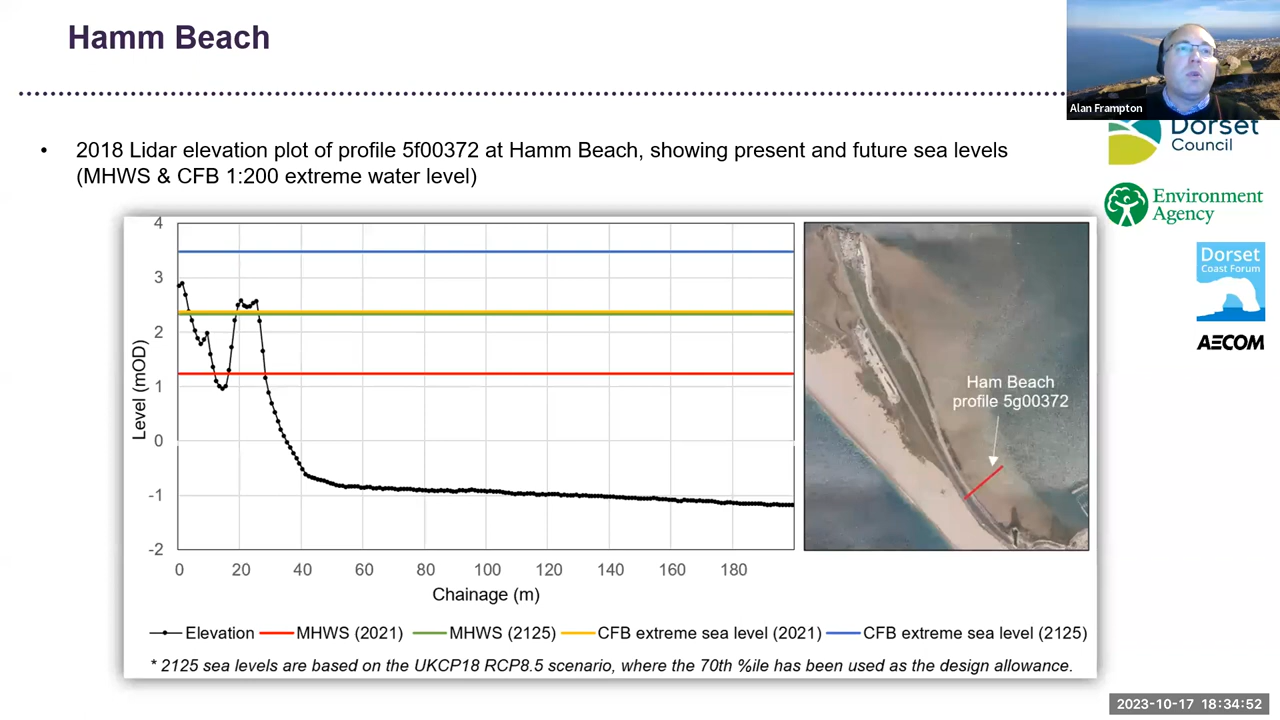 Hamm Beach
Alan Frampton
Dorset
Council
Environment
Agency
Dorset
Coast Forum
AECOM
• 2018 Lidar elevation plot of profile 5f00372 at Hamm Beach, showing present and future sea levels
(MHWS & CFB 1:200 extreme water level)
4
3
2
1
0
-1
-2
Level (mOD)
0 20 40 60 80 100 120 140 160 180
Chainage (m)
Ham Beach
profile 5g00372
Elevation MHWS (2021) MHWS (2125) CFB extreme sea level (2021) CFB extreme sea level (2125)
* 2125 sea levels are based on the UKCP18 RCP8.5 scenario, where the 70th %ile has been used as the design allowance.
2023-10-17 18:34:52